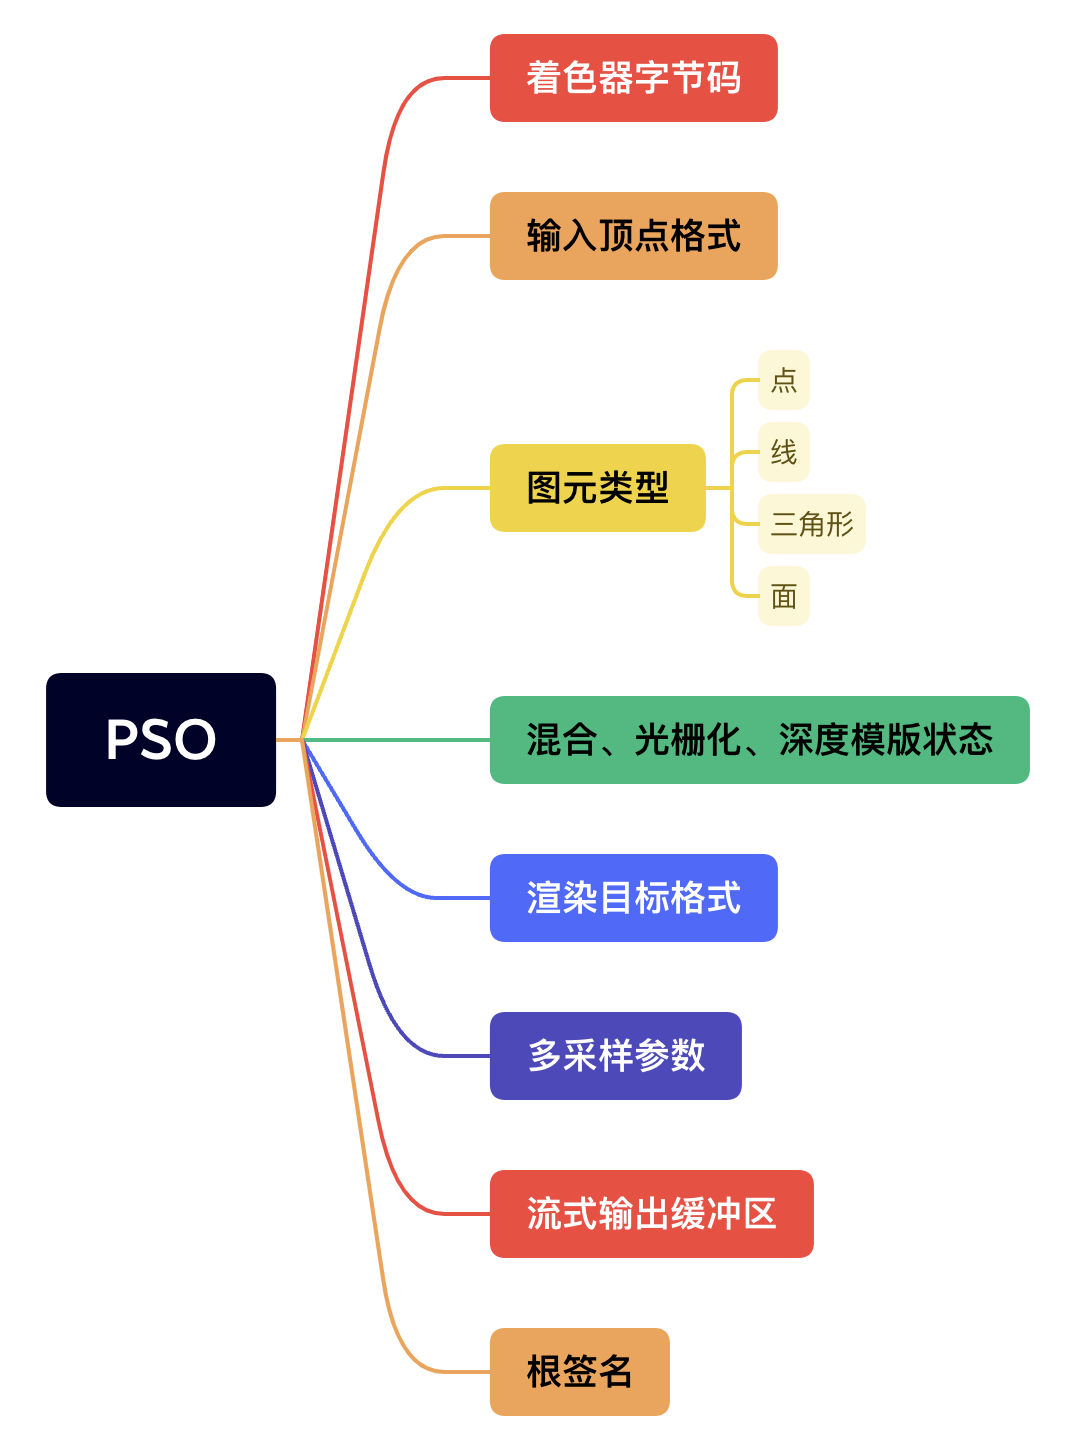 PSO
着色器字节码
输入顶点格式
图元类型
点
线
三角形
面
混合、光栅化、深度模版状态
渲染目标格式
多采样参数
流式输出缓冲区
根签名